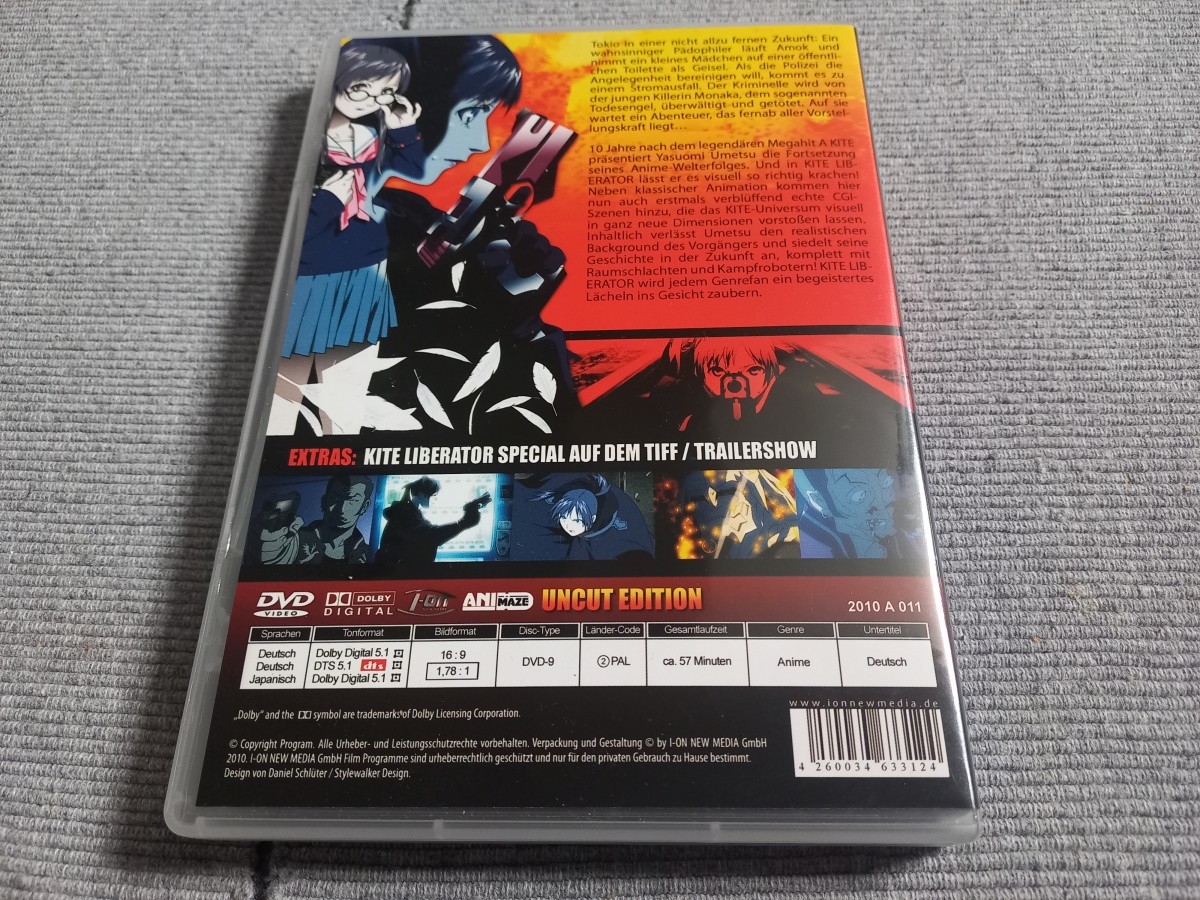 Tokio in einer nicht allzu fernen Zukunft: Ein
wahnsinniger Pädophiler läuft Amok und
nimmt ein kleines Mädchen auf einer öffentli-
chen Toilette als Geisel. Als die Polizei die
Angelegenheit bereinigen will, kommt es zu
einem Stromausfall. Der Kriminelle wird von
der jungen Killerin Monaka, dem sogenannten
Todesengel, überwältigt und getötet. Auf sie
wartet ein Abenteuer, das fernab aller Vorstel-
lungskraft liegt...
10 Jahre nach dem legendären Megahit A KITE
präsentiert Yasuomi Umetsu die Fortsetzung
seines Anime-Welterfolges. Und in KITE LIB-
ERATOR lässt er es visuell so richtig krachen!
Neben klassischer Animation kommen hier
nun auch erstmals verblüffend echte CGI-
Szenen hinzu, die das KITE-Universum visuell
in ganz neue Dimensionen vorstoßen lassen.
Inhaltlich verlässt Umetsu den realistischen
Background des Vorgängers und siedelt seine
Geschichte in der Zukunft an, komplett mit
Raumschlachten und Kampfrobotern! KITE LIB-
ERATOR wird jedem Genrefan ein begeistertes
Lächeln ins Gesicht zaubern.
EXTRAS: KITE LIBERATOR SPECIAL AUF DEM TIFF / TRAILERSHOW
DVD VIDEO DOLBY DIGITAL I-ON ANIMAZE UNCUT EDITION 2010 A 011
Sprachen Tonformat Bildformat Disc-Type Länder-Code Gesamtlaufzeit Genre Untertitel
Deutsch Dolby Digital 5.1 16:9
Deutsch DTS 5.1 dts DVD-9 2 PAL ca. 57 Minuten Anime Deutsch
Japanisch Dolby Digital 5.1 1,78:1
www.ionnewmedia.de
„Dolby" and the symbol are trademarks of Dolby Licensing Corporation.
© Copyright Program. Alle Urheber- und Leistungsschutzrechte vorbehalten. Verpackung und Gestaltung © by I-ON NEW MEDIA GmbH
2010. I-ON NEW MEDIA GmbH Film Programme sind urheberrechtlich geschützt und nur für den privaten Gebrauch zu Hause bestimmt.
Design von Daniel Schlüter / Stylewalker Design.
4 260034 633124